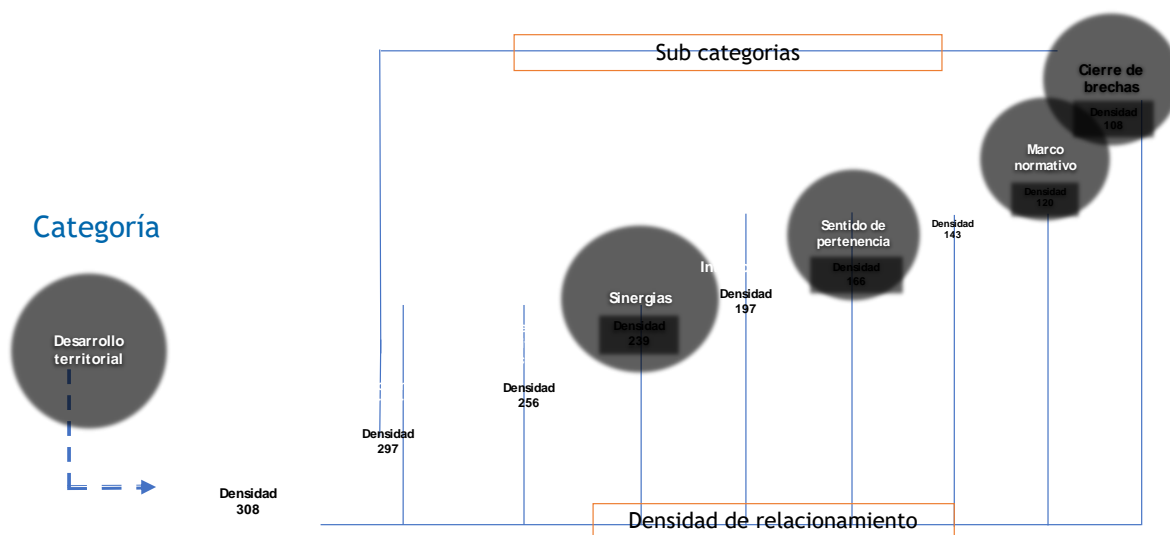 Sub categorias
Cierre de
brechas
Densidad
108
Marco
normativo
Densidad
120
Categoría
Sentido de
pertenencia
Densidad
166
Densidad
143
Sinergias
Densidad
239
Densidad
197
Desarrollo
territorial
Densidad
256
Densidad
297
Densidad
308
Densidad de relacionamiento